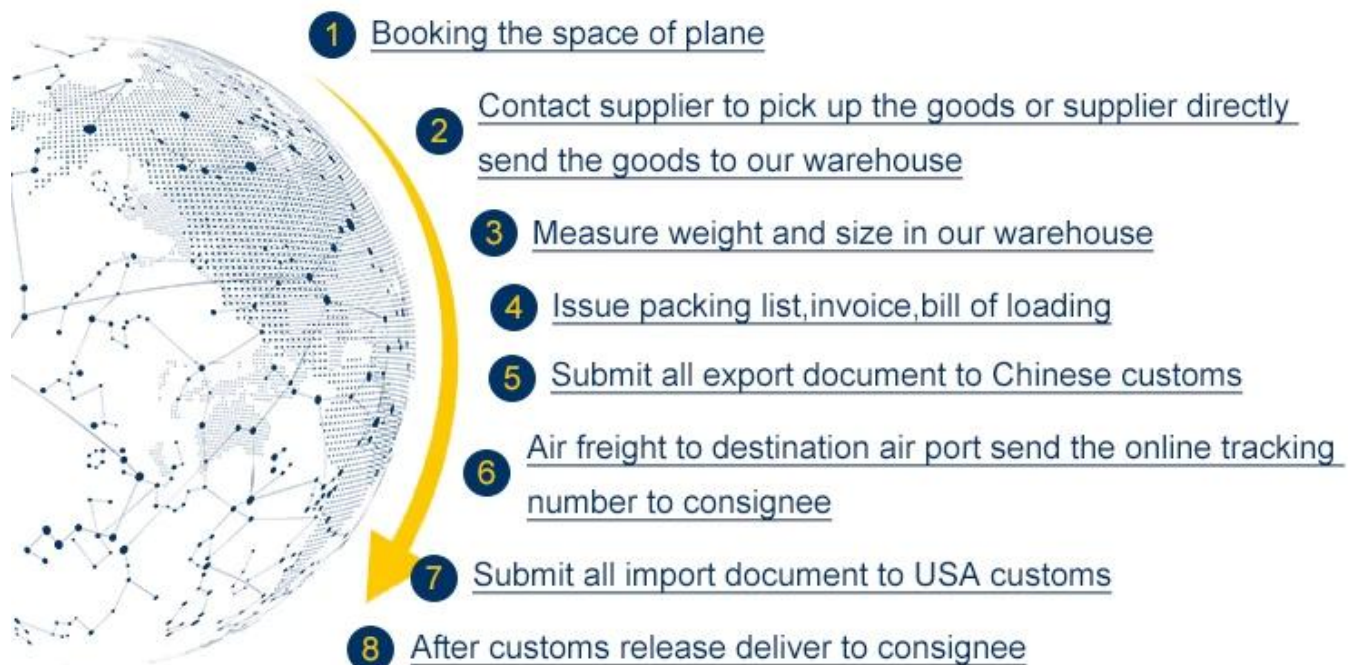 1 Booking the space of plane
2 Contact supplier to pick up the goods or supplier directly
send the goods to our warehouse
3 Measure weight and size in our warehouse
4 Issue packing list,invoice,bill of loading
5 Submit all export document to Chinese customs
6 Air freight to destination air port send the online tracking
number to consignee
7 Submit all import document to USA customs
8 After customs release deliver to consignee